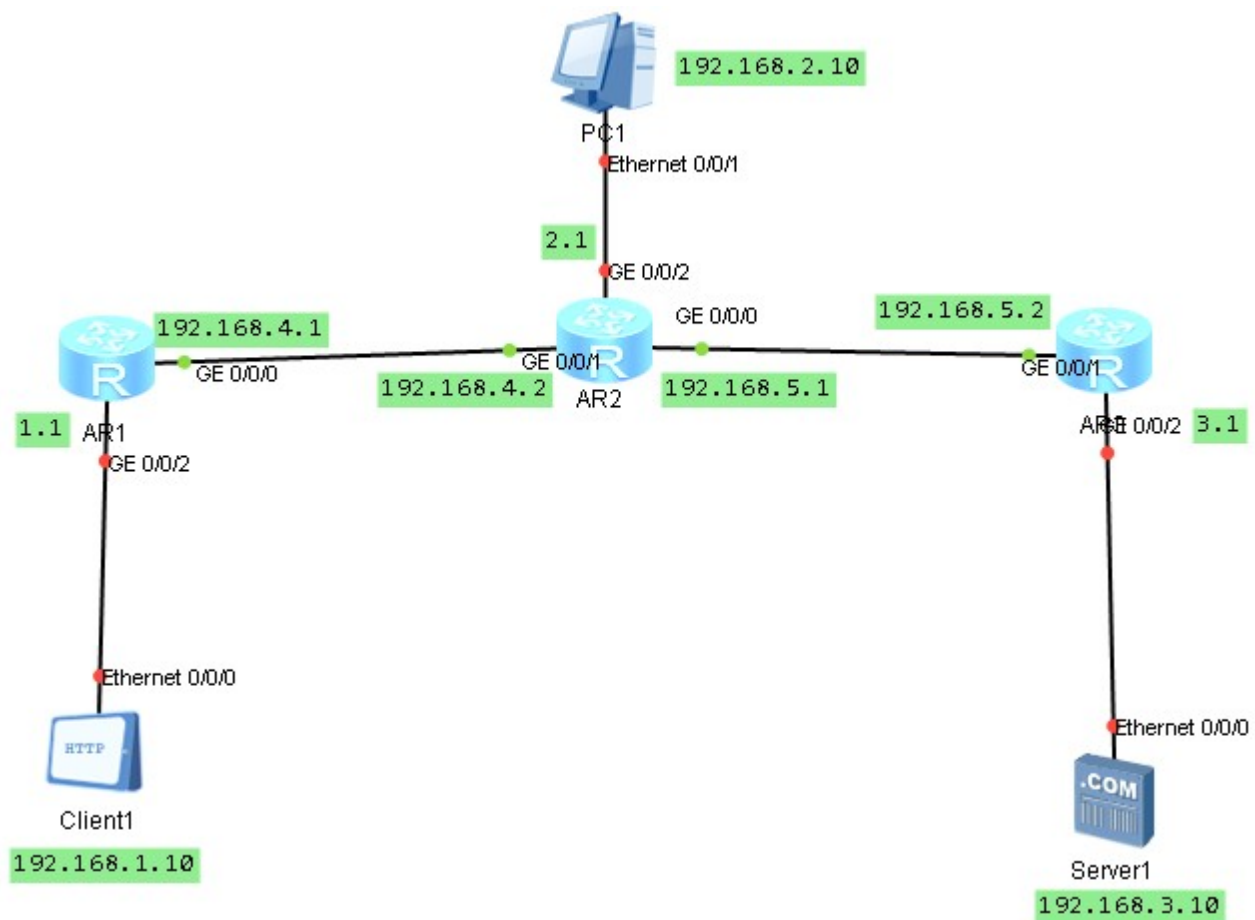 192.168.2.10
PC1
Ethernet 0/0/1
2.1
GE 0/0/2
192.168.4.1
GE 0/0/0
192.168.5.2
R
GE 0/0/0
192.168.4.2
GE 0/0/1
R
AR2
192.168.5.1
GE 0/0/1
R
1.1
AR1
GE 0/0/2
GE 0/0/2
3.1
Ethernet 0/0/0
HTTP
Client1
192.168.1.10
Ethernet 0/0/0
.COM
Server1
192.168.3.10